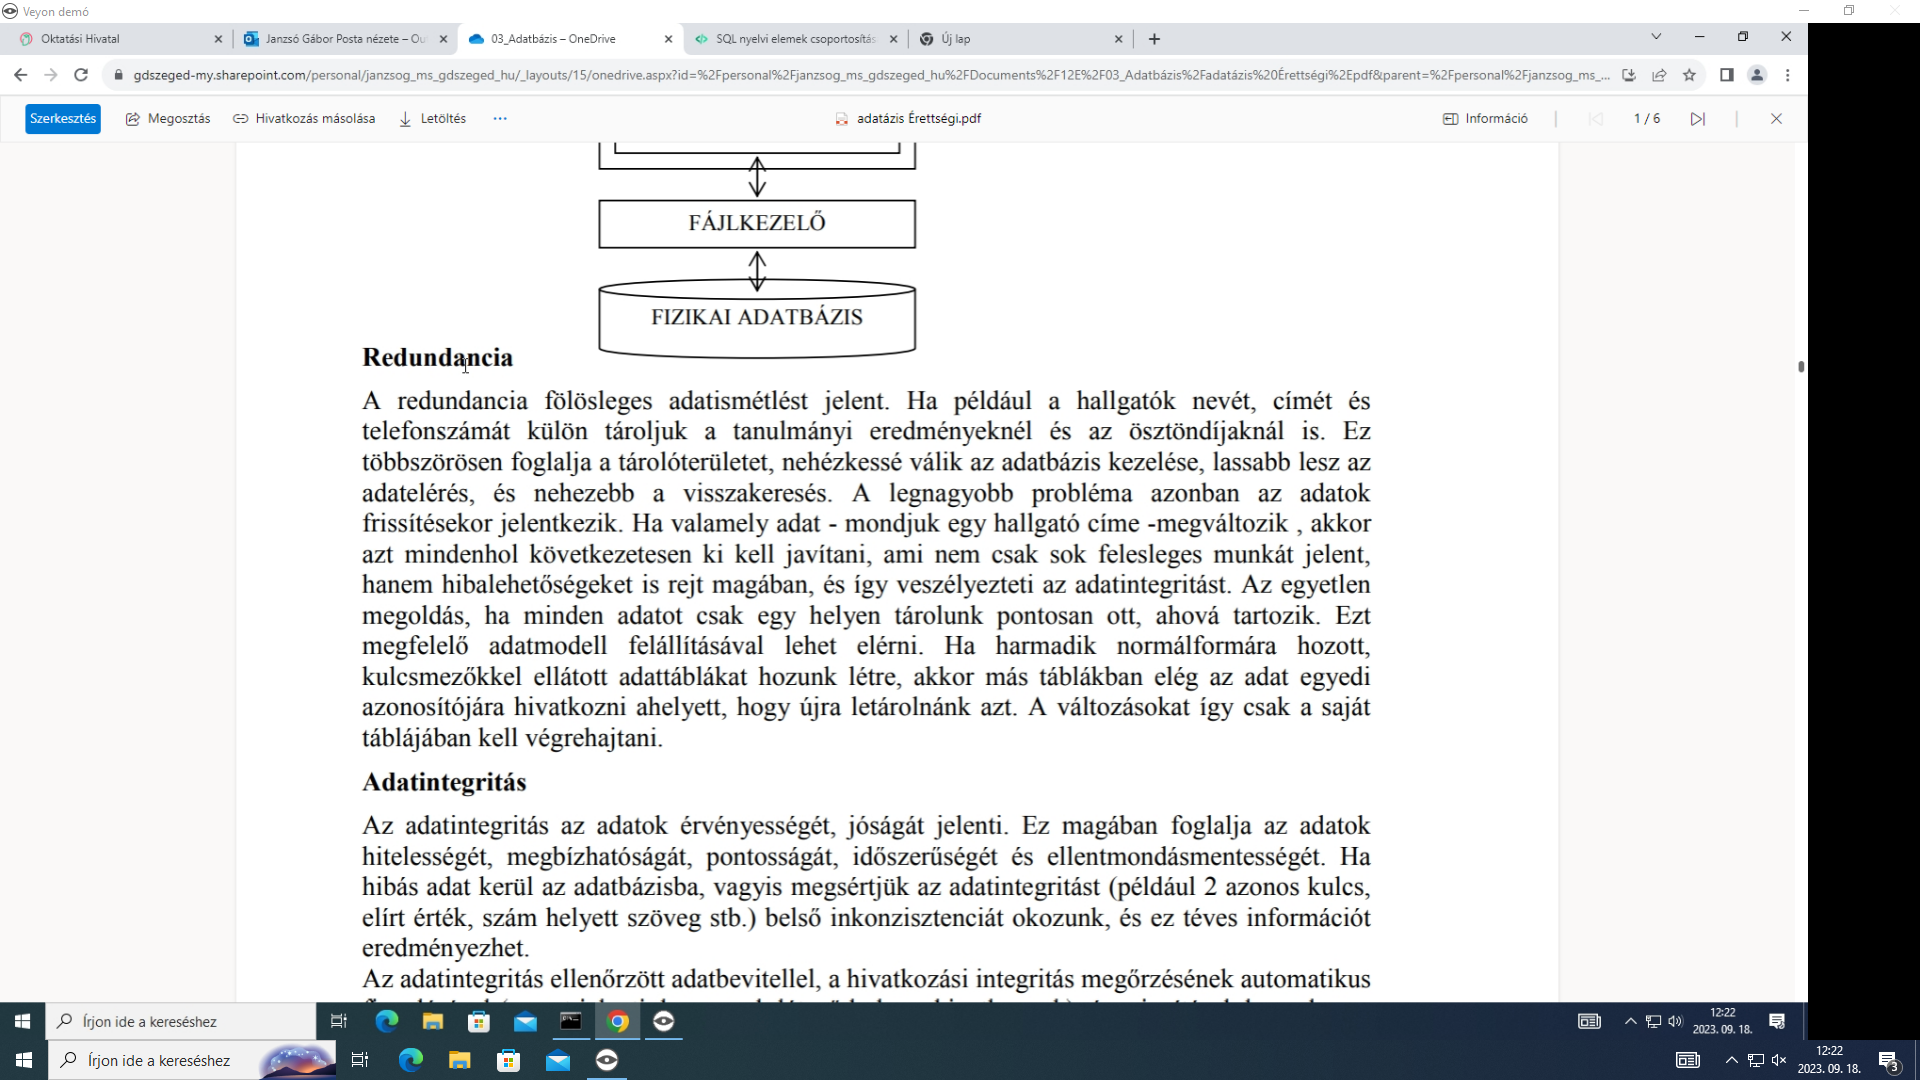 Veyon demó
Oktatási Hivatal
Janzsó Gábor Posta nézete – Ou
03_Adatbázis – OneDrive
SQL nyelvi elemek csoportosítás
Új lap
gdszeged-my.sharepoint.com/personal/janzsog_ms_gdszeged_hu/_layouts/15/onedrive.aspx?id=%2Fpersonal%2Fjanzsog_ms_gdszeged_hu%2FDocuments%2F12E%2F03_Adatbázis%2Fadatázis%20Érettségi%2Epdf&parent=%2Fpersonal%2Fjanzsog_ms_...
Szerkesztés
Megosztás
Hivatkozás másolása
Letöltés
adatázis Érettségi.pdf
Információ
1 / 6
FÁJLKEZELŐ
FIZIKAI ADATBÁZIS
Redundancia
A redundancia fölösleges adatismétlést jelent. Ha például a hallgatók nevét, címét és
telefonszámát külön tároljuk a tanulmányi eredményeknél és az ösztöndíjaknál is. Ez
többszörösen foglalja a tárolóterületet, nehézkessé válik az adatbázis kezelése, lassabb lesz az
adatelérés, és nehezebb a visszakeresés. A legnagyobb probléma azonban az adatok
frissítésekor jelentkezik. Ha valamely adat - mondjuk egy hallgató címe -megváltozik , akkor
azt mindenhol következetesen ki kell javítani, ami nem csak sok felesleges munkát jelent,
hanem hibalehetőségeket is rejt magában, és így veszélyezteti az adatintegritást. Az egyetlen
megoldás, ha minden adatot csak egy helyen tárolunk pontosan ott, ahová tartozik. Ezt
megfelelő adatmodell felállításával lehet elérni. Ha harmadik normálformára hozott,
kulcsmezőkkel ellátott adattáblákat hozunk létre, akkor más táblákban elég az adat egyedi
azonosítójára hivatkozni ahelyett, hogy újra letárolnánk azt. A változásokat így csak a saját
táblájában kell végrehajtani.
Adatintegritás
Az adatintegritás az adatok érvényességét, jóságát jelenti. Ez magában foglalja az adatok
hitelességét, megbízhatóságát, pontosságát, időszerűségét és ellentmondásmentességét. Ha
hibás adat kerül az adatbázisba, vagyis megsértjük az adatintegritást (például 2 azonos kulcs,
elírt érték, szám helyett szöveg stb.) belső inkonzisztenciát okozunk, és ez téves információt
eredményezhet.
Az adatintegritás ellenőrzött adatbevitellel, a hivatkozási integritás megőrzésének automatikus
Írjon ide a kereséshez
12:22
2023. 09. 18.
Írjon ide a kereséshez
12:22
2023. 09. 18.
3